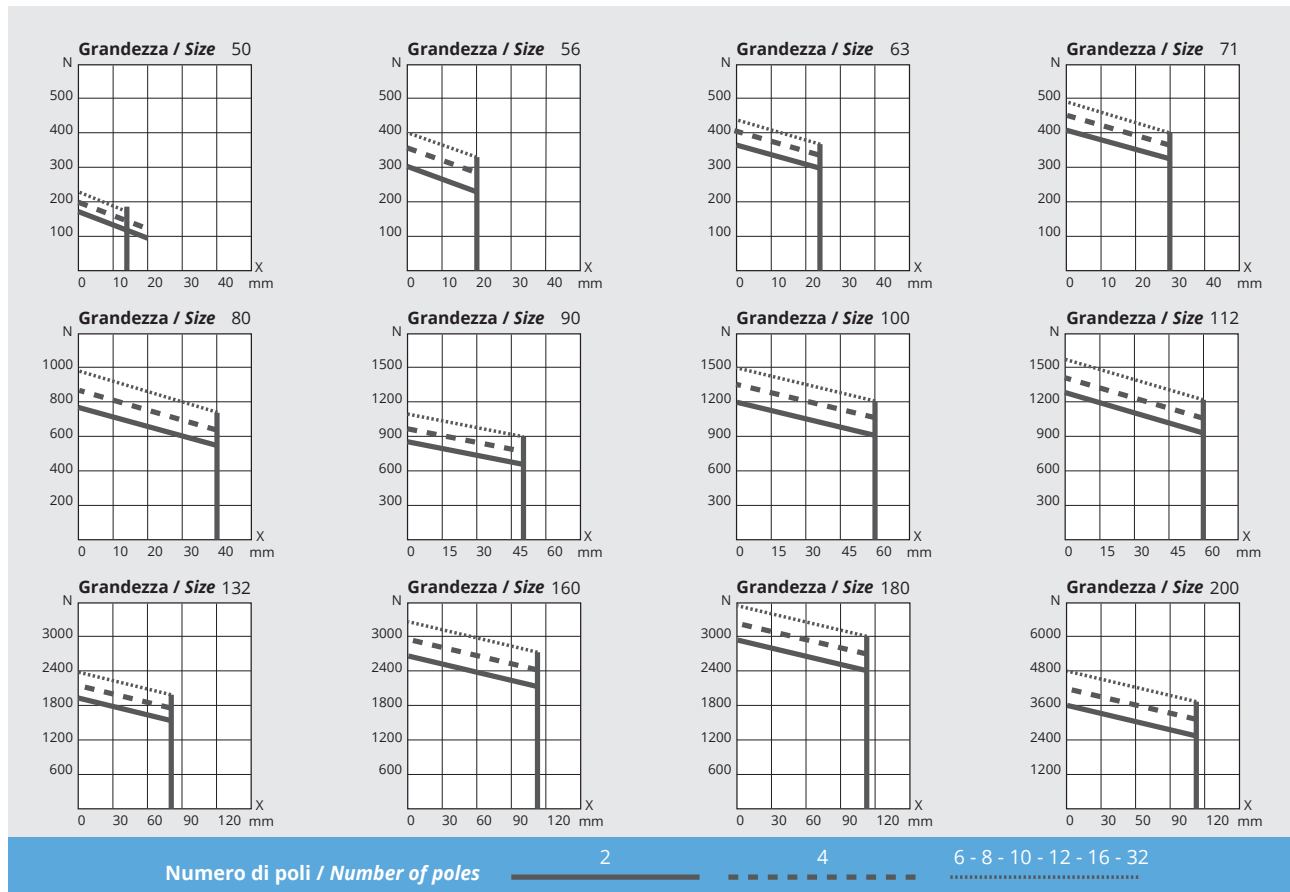 Grandezza / Size 50
N
500
400
300
200
100
X
0 10 20 30 40 mm
Grandezza / Size 56
N
500
400
300
200
100
X
0 10 20 30 40 mm
Grandezza / Size 63
N
500
400
300
200
100
X
0 10 20 30 40 mm
Grandezza / Size 71
N
500
400
300
200
100
X
0 10 20 30 40 mm
Grandezza / Size 80
N
1000
800
600
400
200
X
0 10 20 30 40 mm
Grandezza / Size 90
N
1500
1200
900
600
300
X
0 15 30 45 60 mm
Grandezza / Size 100
N
1500
1200
900
600
300
X
0 15 30 45 60 mm
Grandezza / Size 112
N
1500
1200
900
600
300
X
0 15 30 45 60 mm
Grandezza / Size 132
N
3000
2400
1800
1200
600
X
0 30 60 90 120 mm
Grandezza / Size 160
N
3000
2400
1800
1200
600
X
0 30 60 90 120 mm
Grandezza / Size 180
N
3000
2400
1800
1200
600
X
0 30 60 90 120 mm
Grandezza / Size 200
N
6000
4800
3600
2400
1200
X
0 30 50 90 120 mm
Numero di poli / Number of poles 2 4 6 - 8 - 10 - 12 - 16 - 32